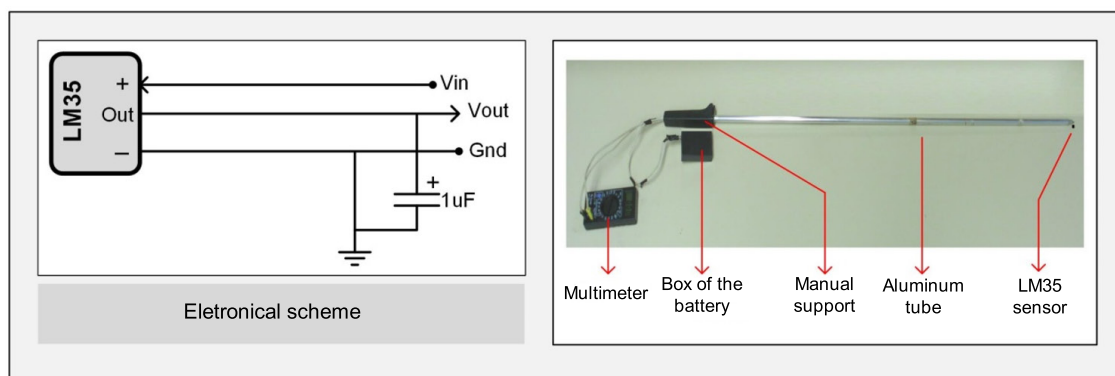 LM35
+
Out
−
Vin
Vout
Gnd
+
1uF
Eletronical scheme
Multimeter
Box of the
battery
Manual
support
Aluminum
tube
LM35
sensor